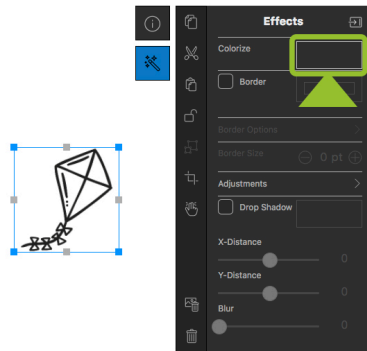 Effects
Colorize
Border
Border Options
Border Size 0 pt
Adjustments
Drop Shadow
X-Distance
0
Y-Distance
0
Blur
0